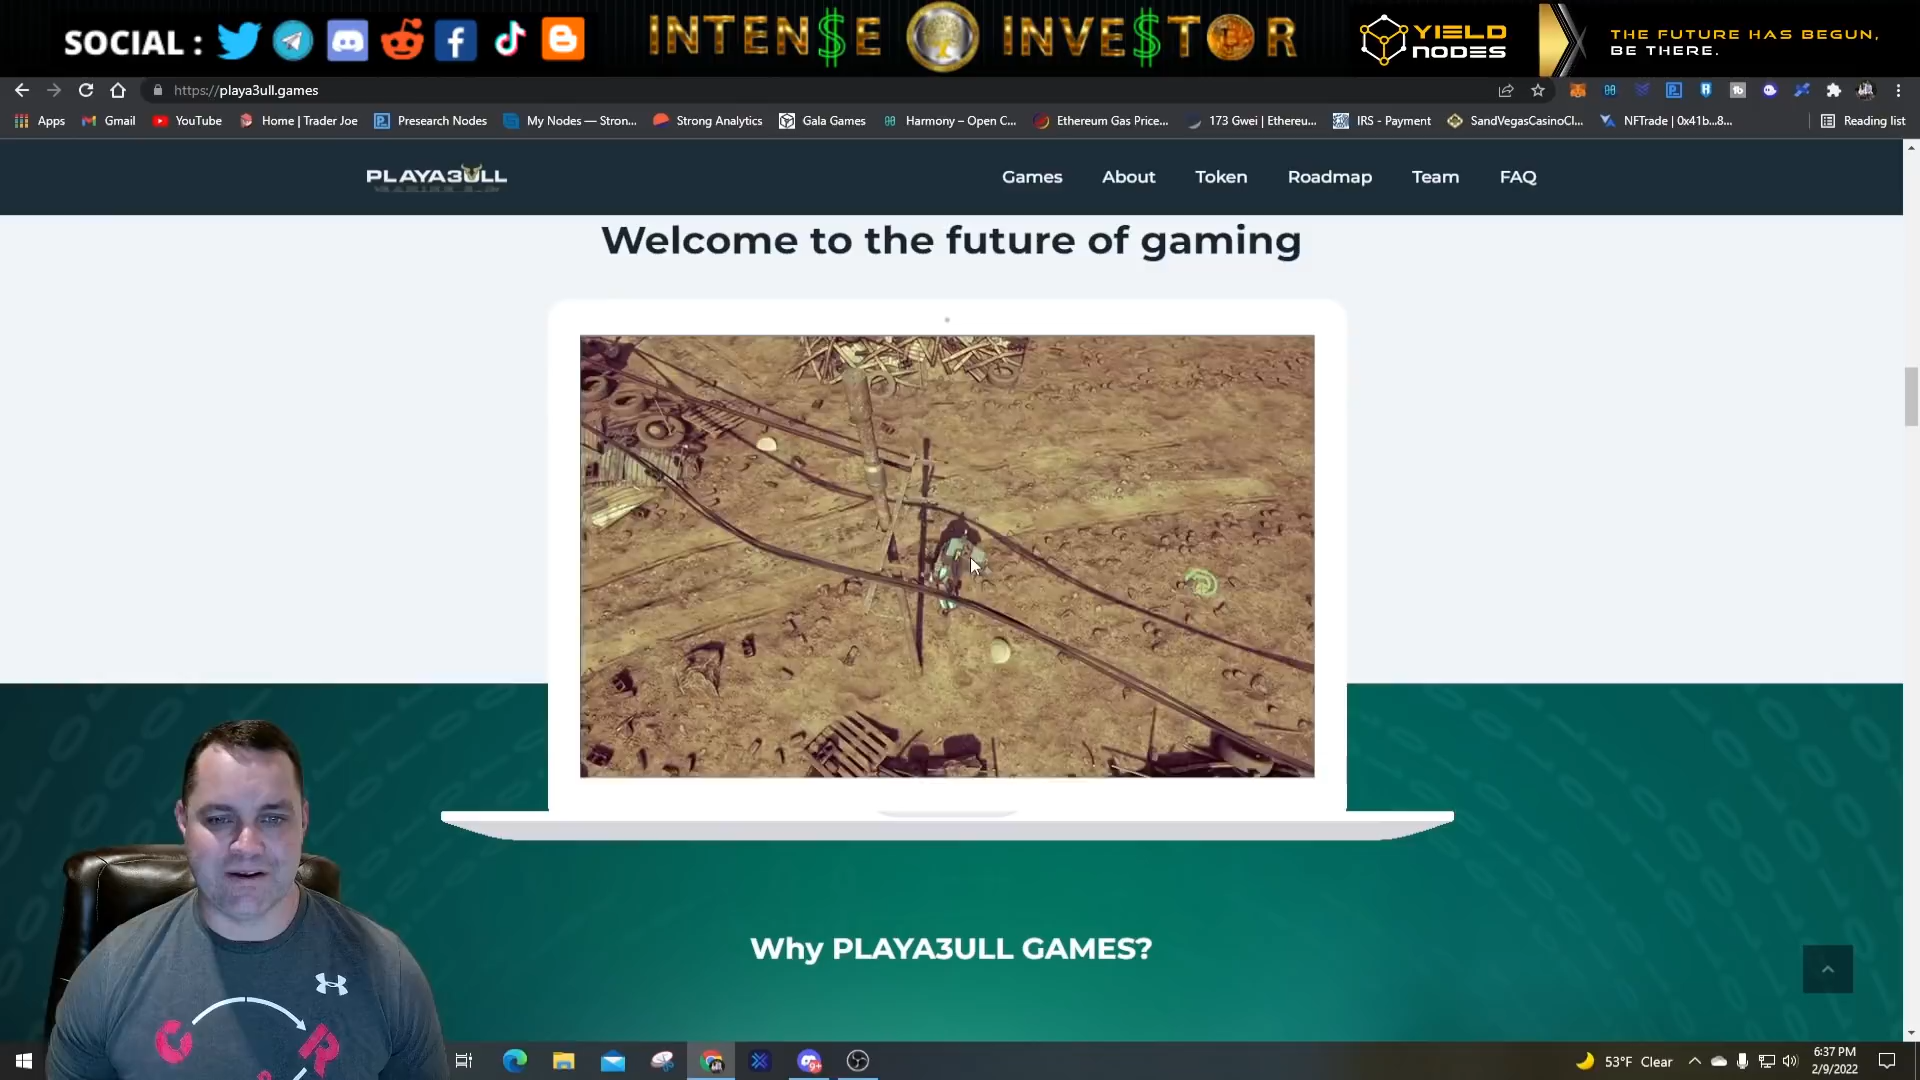 SOCIAL :
INTEN$E INVE$TOR
YIELD NODES
THE FUTURE HAS BEGUN,
BE THERE.
https://playa3ull.games
Apps
Gmail
YouTube
Home | Trader Joe
Presearch Nodes
My Nodes — Stron...
Strong Analytics
Gala Games
Harmony – Open C...
Ethereum Gas Price...
173 Gwei | Ethereu...
IRS - Payment
SandVegasCasinoCl...
NFTrade | 0x41b...8...
Reading list
PLAYA3ULL
Games
About
Token
Roadmap
Team
FAQ
Welcome to the future of gaming
Why PLAYA3ULL GAMES?
53°F Clear
6:37 PM
2/9/2022